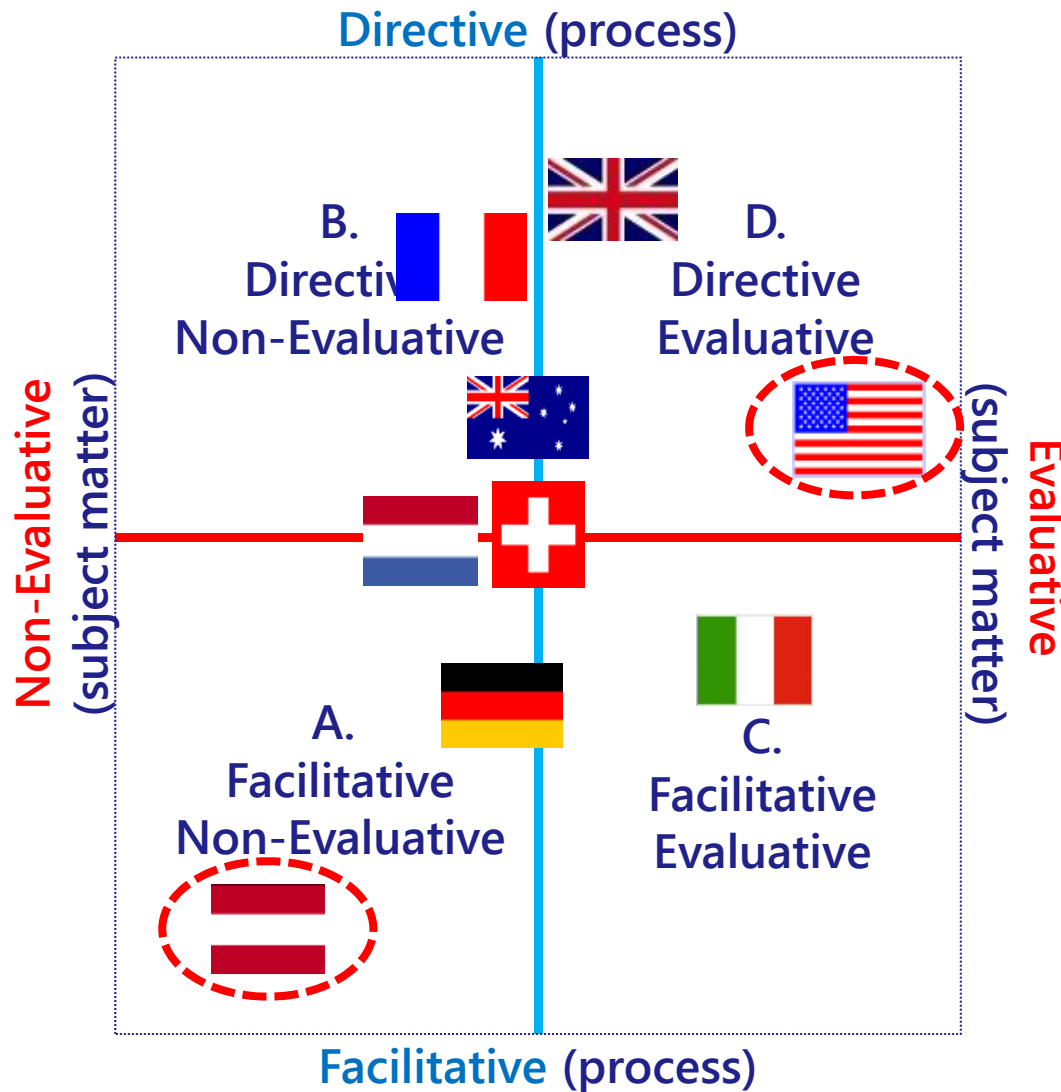 Directive (process)
B.
Directiv
Non-Evaluative
D.
Directive
Evaluative
Non-Evaluative
(subject matter)
(subject matter)
Evaluative
A.
Facilitative
Non-Evaluative
C.
Facilitative
Evaluative
Facilitative (process)